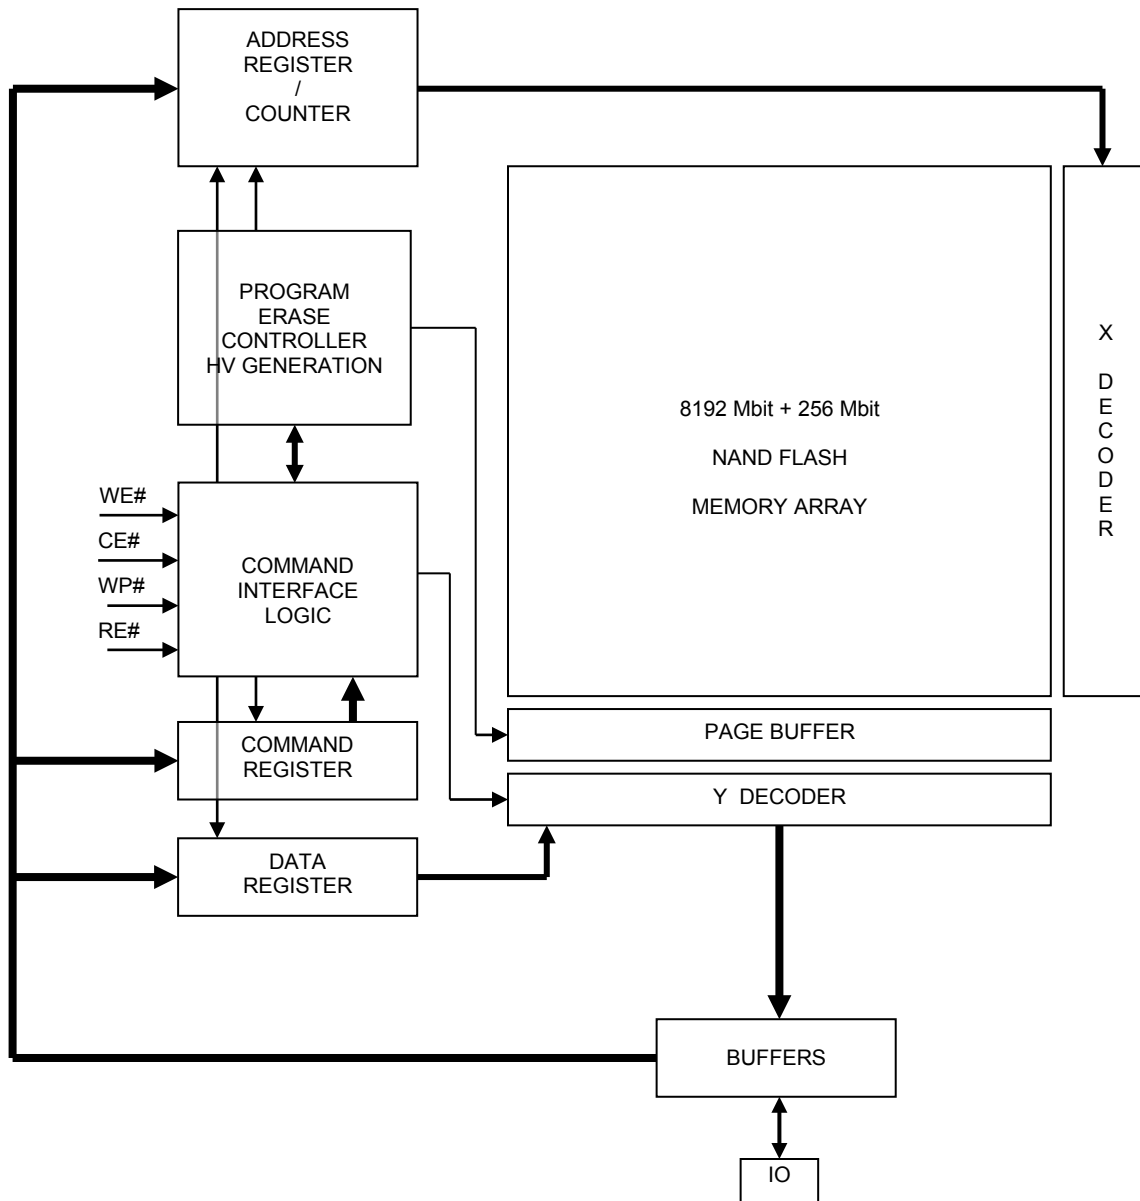 ADDRESS
REGISTER
/
COUNTER
PROGRAM
ERASE
CONTROLLER
HV GENERATION
8192 Mbit + 256 Mbit
NAND FLASH
MEMORY ARRAY
X
D
E
C
O
D
E
R
WE#
CE#
WP#
RE#
COMMAND
INTERFACE
LOGIC
COMMAND
REGISTER
PAGE BUFFER
Y DECODER
DATA
REGISTER
BUFFERS
IO